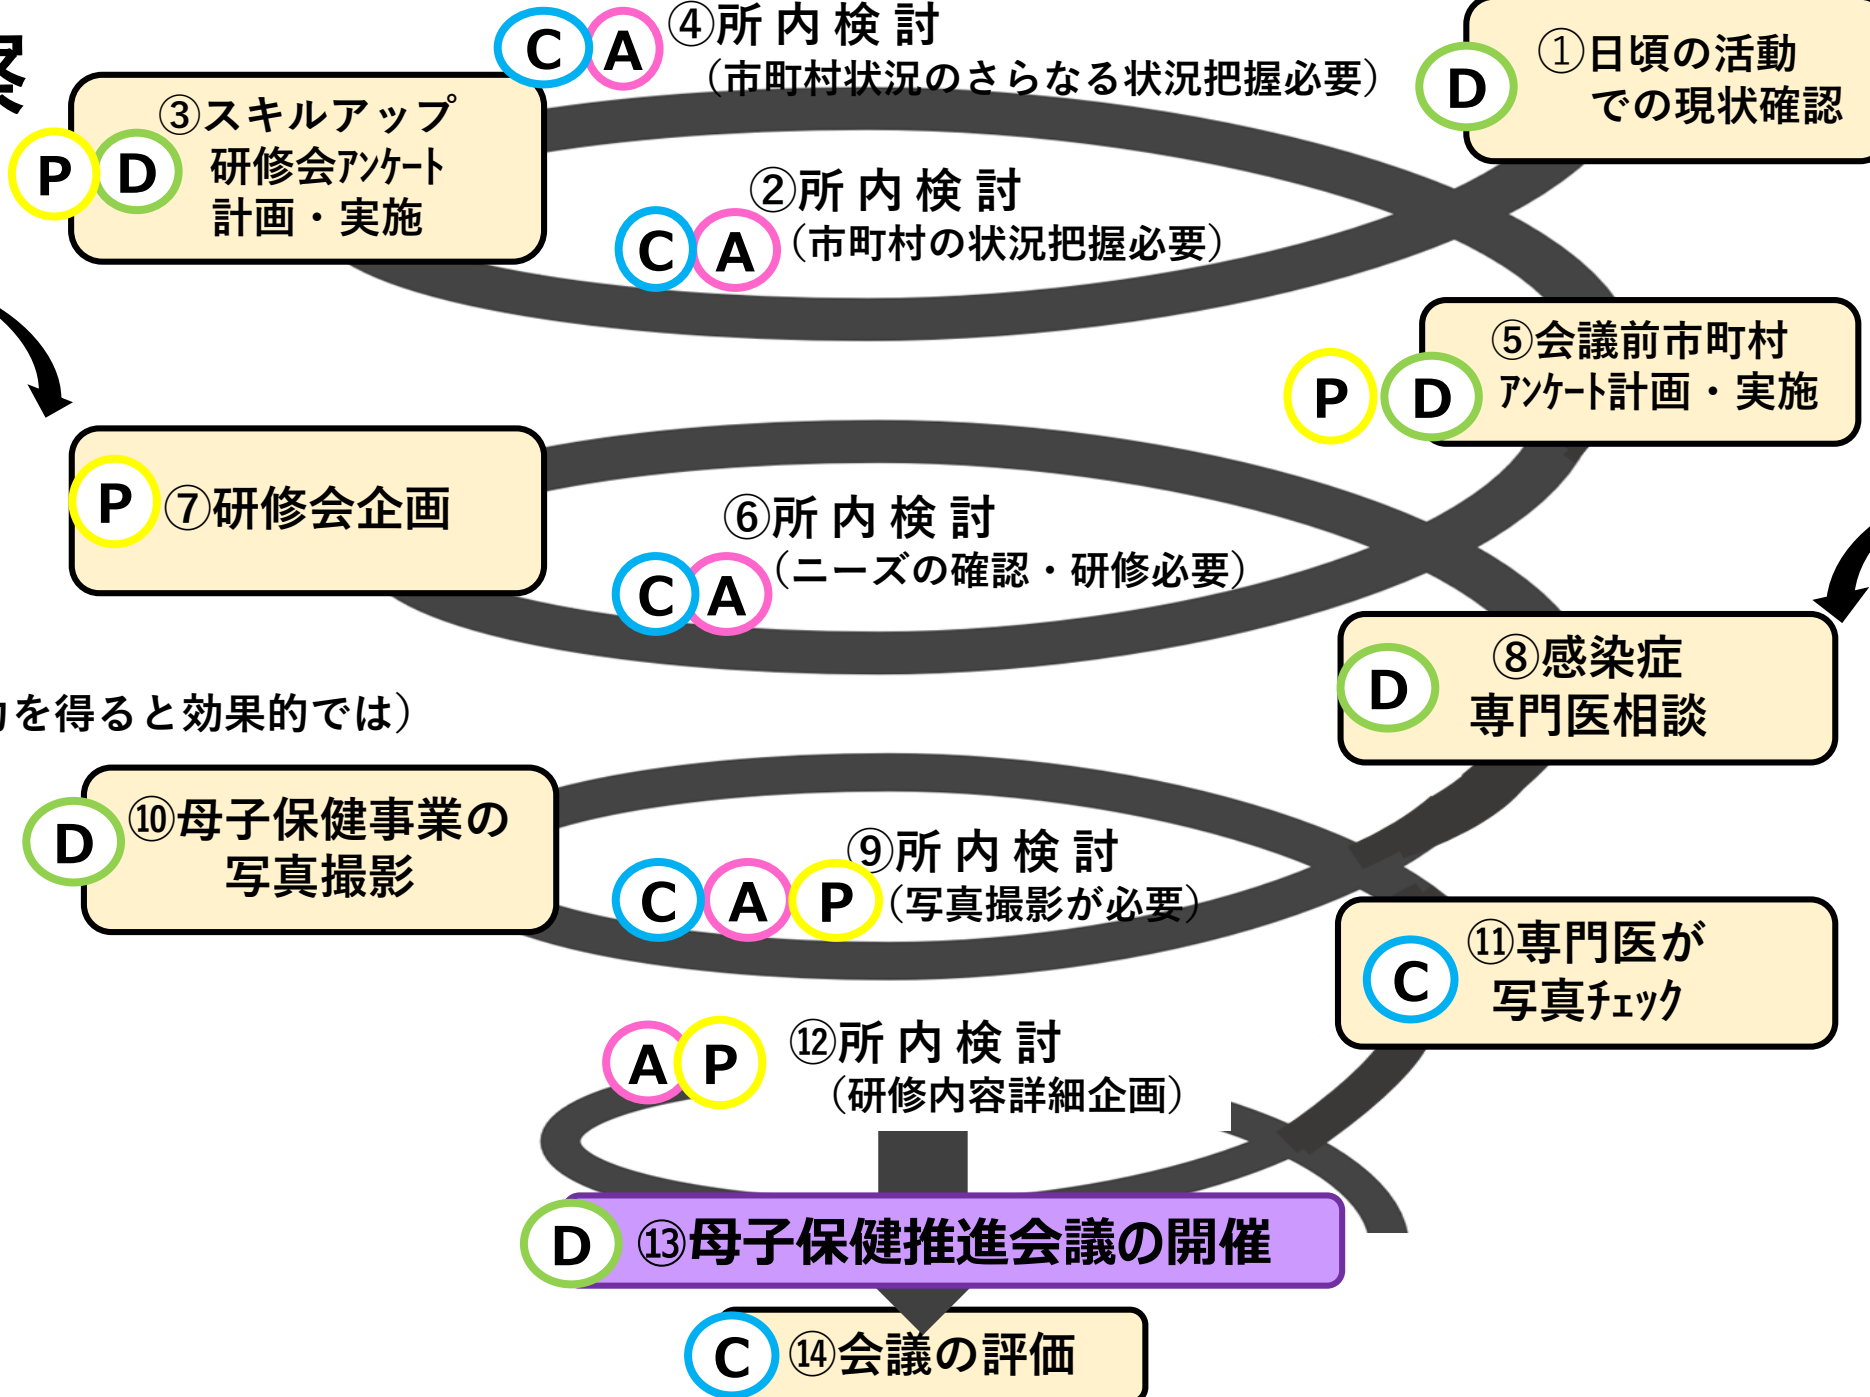 C A ④所内検討
（市町村状況のさらなる状況把握必要）
D ①日頃の活動
での現状確認
P D ③スキルアップ
研修会ｱﾝｹｰﾄ
計画・実施
②所内検討
C A （市町村の状況把握必要）
P D ⑤会議前市町村
ｱﾝｹｰﾄ計画・実施
P ⑦研修会企画
⑥所内検討
C A （ニーズの確認・研修必要）
D ⑧感染症
専門医相談
を得ると効果的では）
D ⑩母子保健事業の
写真撮影
⑨所内検討
C A P （写真撮影が必要）
C ⑪専門医が
写真ﾁｪｯｸ
A P ⑫所内検討
（研修内容詳細企画）
D ⑬母子保健推進会議の開催
C ⑭会議の評価